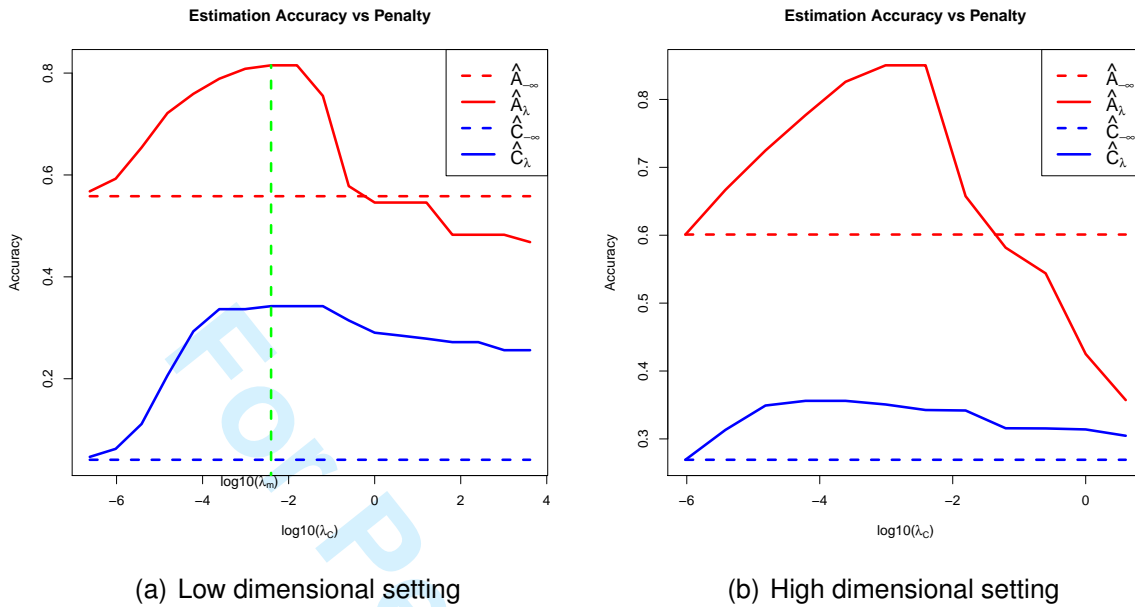 Estimation Accuracy vs Penalty
Accuracy
0.8
0.6
0.4
0.2
Â−∞
Âλ
Ĉ−∞
Ĉλ
−6 −4 −2 0 2 4
log10(λm)
log10(λC)
(a) Low dimensional setting
Estimation Accuracy vs Penalty
Accuracy
0.8
0.7
0.6
0.5
0.4
0.3
Â−∞
Âλ
Ĉ−∞
Ĉλ
−6 −4 −2 0
log10(λC)
(b) High dimensional setting
For Pe